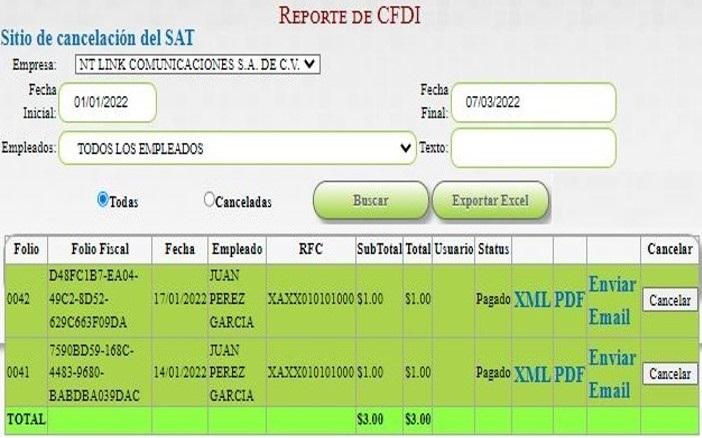 REPORTE DE CFDI
Sitio de cancelación del SAT
Empresa: NT LINK COMUNICACIONES S.A. DE C.V.
Fecha Inicial: 01/01/2022 Fecha Final: 07/03/2022
Empleados: TODOS LOS EMPLEADOS Texto:
Todas Canceladas Buscar Exportar Excel
Folio Folio Fiscal Fecha Empleado RFC SubTotal Total Usuario Status Cancelar
D48FC1B7-EA04- JUAN
0042 49C2-8D52- 17/01/2022 PEREZ XAXX010101000 $1.00 $1.00 Pagado XML PDF Enviar Email Cancelar
629C663F09DA GARCIA
7590BD59-168C- JUAN
0041 4483-9680- 14/01/2022 PEREZ XAXX010101000 $1.00 $1.00 Pagado XML PDF Enviar Email Cancelar
BABDBA039DAC GARCIA
TOTAL $3.00 $3.00